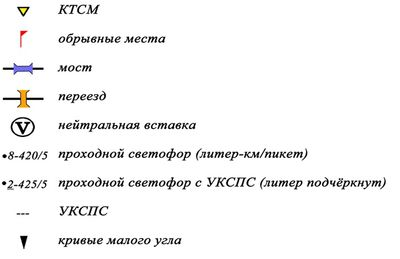 КТСМ
обрывные места
мост
переезд
V нейтральная вставка
•8-420/5 проходной светофор (литер-км/пикет)
•2-425/5 проходной светофор с УКСПС (литер подчёркнут)
--- УКСПС
кривые малого угла